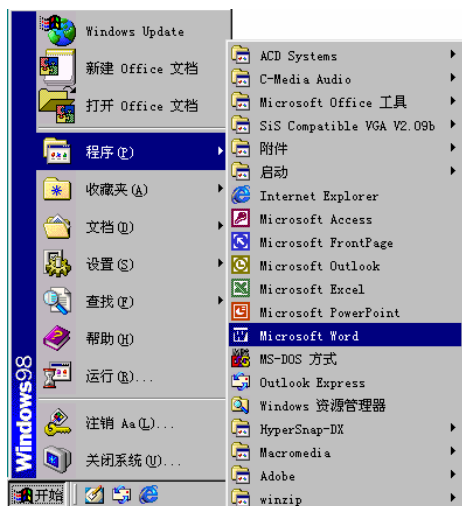 Windows Update
新建 Office 文档
打开 Office 文档
程序(P)
收藏夹(A)
文档(D)
设置(S)
查找(F)
帮助(H)
运行(R)...
注销 Aa(L)...
关闭系统(U)...
Windows98
开始
ACD Systems
C-Media Audio
Microsoft Office 工具
SiS Compatible VGA V2.09b
附件
启动
Internet Explorer
Microsoft Access
Microsoft FrontPage
Microsoft Outlook
Microsoft Excel
Microsoft PowerPoint
Microsoft Word
MS-DOS 方式
Outlook Express
Windows 资源管理器
HyperSnap-DX
Macromedia
Adobe
winzip